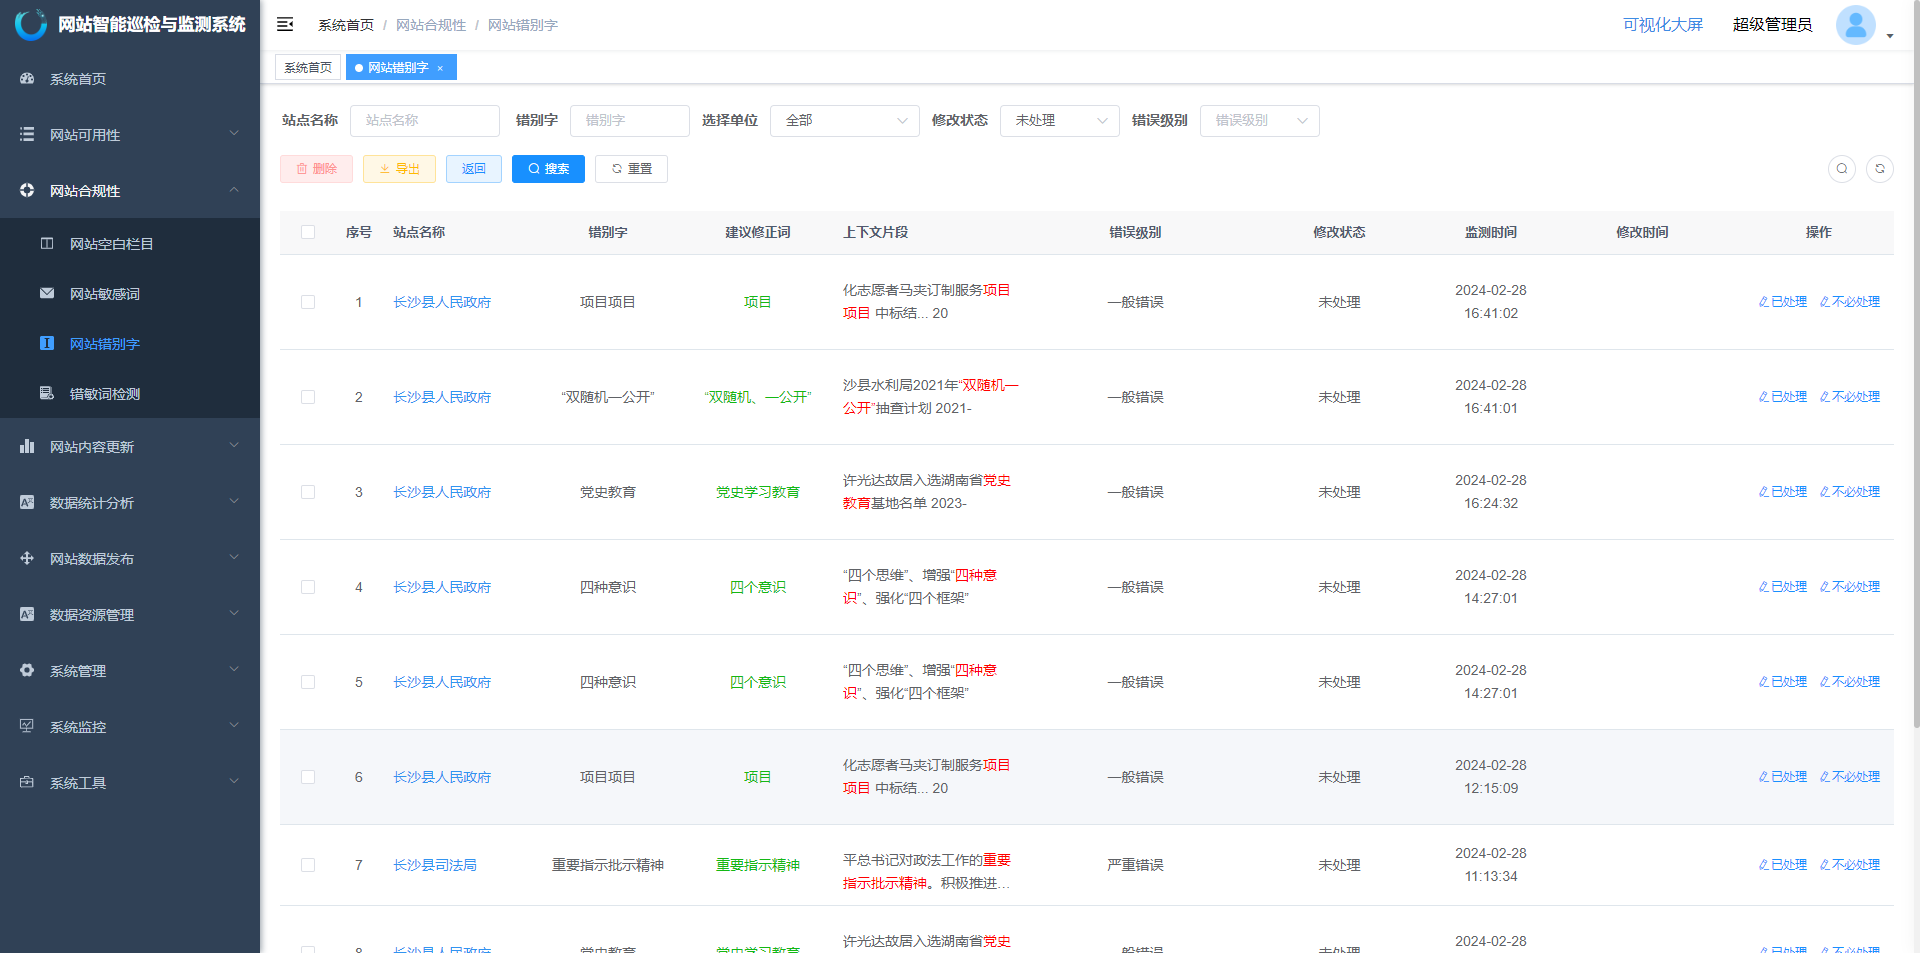 网站智能巡检与监测系统
系统首页
网站可用性
网站合规性
网站空白栏目
网站敏感词
网站错别字
错敏词检测
网站内容更新
数据统计分析
网站数据发布
数据资源管理
系统管理
系统监控
系统工具
系统首页 / 网站合规性 / 网站错别字
可视化大屏 超级管理员
系统首页 网站错别字 ×
站点名称 站点名称 错别字 错别字 选择单位 全部 修改状态 未处理 错误级别 错误级别
删除 导出 返回 搜索 重置
序号 站点名称 错别字 建议修正词 上下文片段 错误级别 修改状态 监测时间 修改时间 操作
1 长沙县人民政府 项目项目 项目 化志愿者马夹订制服务项目 一般错误 未处理 2024-02-28 已处理 不必处理
项目 中标结... 20 16:41:02
2 长沙县人民政府 “双随机一公开” “双随机、一公开” 沙县水利局2021年“双随机一 一般错误 未处理 2024-02-28 已处理 不必处理
公开”抽查计划 2021- 16:41:01
3 长沙县人民政府 党史教育 党史学习教育 许光达故居入选湖南省党史 一般错误 未处理 2024-02-28 已处理 不必处理
教育基地名单 2023- 16:24:32
4 长沙县人民政府 四种意识 四个意识 “四个思维”、增强“四种意 一般错误 未处理 2024-02-28 已处理 不必处理
识”、强化“四个框架” 14:27:01
5 长沙县人民政府 四种意识 四个意识 “四个思维”、增强“四种意 一般错误 未处理 2024-02-28 已处理 不必处理
识”、强化“四个框架” 14:27:01
6 长沙县人民政府 项目项目 项目 化志愿者马夹订制服务项目 一般错误 未处理 2024-02-28 已处理 不必处理
项目 中标结... 20 12:15:09
7 长沙县司法局 重要指示批示精神 重要指示精神 平总书记对政法工作的重要 严重错误 未处理 2024-02-28 已处理 不必处理
指示批示精神。积极推进... 11:13:34
8 长沙县人民政府 党史教育 党史学习教育 许光达故居入选湖南省党史 一般错误 未处理 2024-02-28 已处理 不必处理